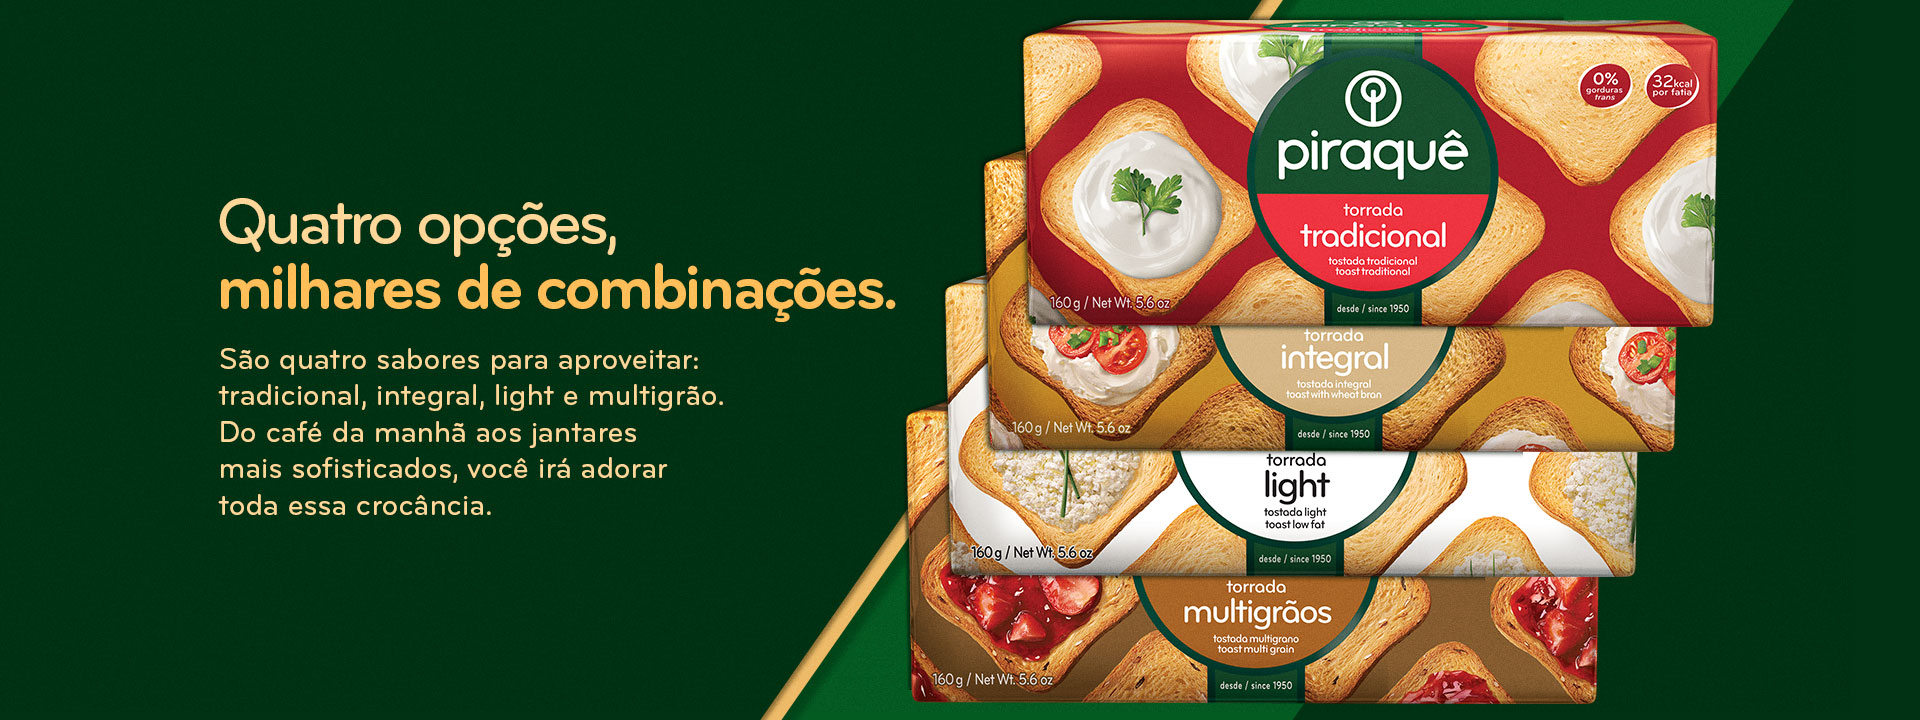 Quatro opções,
milhares de combinações.
São quatro sabores para aproveitar:
tradicional, integral, light e multigrão.
Do café da manhã aos jantares
mais sofisticados, você irá adorar
toda essa crocância.
piraquê
torrada
tradicional
tostada tradicional
toast traditional
desde / since 1950
0%
gorduras
trans
32kcal
por fatia
160 g / Net Wt. 5.6 oz
torrada
integral
tostada integral
toast with wheat bran
desde / since 1950
160 g / Net Wt. 5.6 oz
torrada
light
tostada light
toast low fat
desde / since 1950
160 g / Net Wt. 5.6 oz
torrada
multigrãos
tostada multigrano
toast multi grain
desde / since 1950
160 g / Net Wt. 5.6 oz